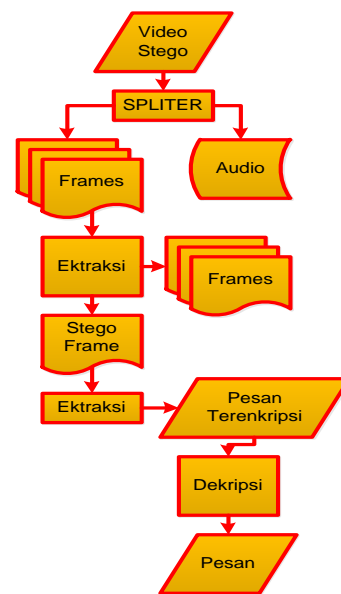 Video
Stego
SPLITER
Frames
Audio
Ektraksi
Frames
Stego
Frame
Ektraksi
Pesan
Terenkripsi
Dekripsi
Pesan